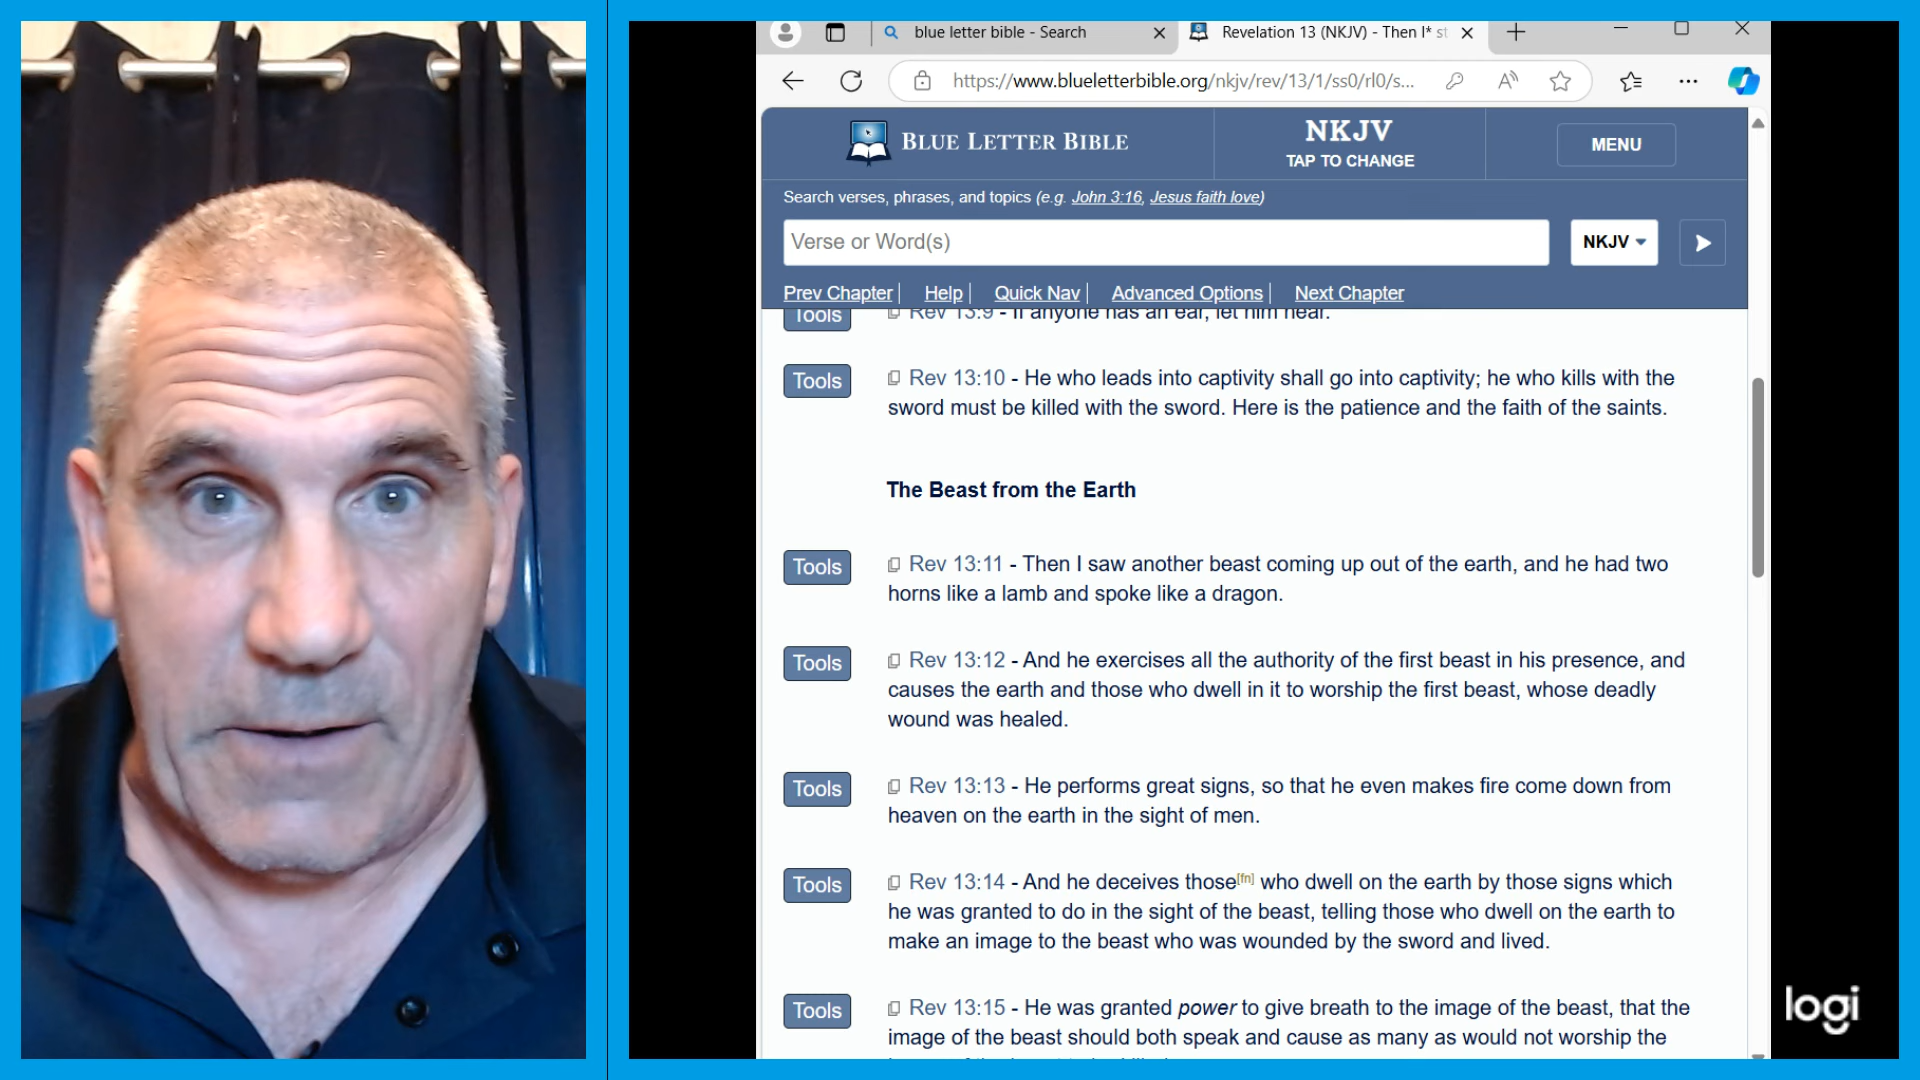 blue letter bible - Search
Revelation 13 (NKJV) - Then I* st
https://www.blueletterbible.org/nkjv/rev/13/1/ss0/rl0/s...
BLUE LETTER BIBLE
NKJV
TAP TO CHANGE
MENU
Search verses, phrases, and topics (e.g. John 3:16, Jesus faith love)
Verse or Word(s)
NKJV
Prev Chapter | Help | Quick Nav | Advanced Options | Next Chapter
Tools Rev 13:9 - If anyone has an ear, let him hear.
Tools Rev 13:10 - He who leads into captivity shall go into captivity; he who kills with the
sword must be killed with the sword. Here is the patience and the faith of the saints.
The Beast from the Earth
Tools Rev 13:11 - Then I saw another beast coming up out of the earth, and he had two
horns like a lamb and spoke like a dragon.
Tools Rev 13:12 - And he exercises all the authority of the first beast in his presence, and
causes the earth and those who dwell in it to worship the first beast, whose deadly
wound was healed.
Tools Rev 13:13 - He performs great signs, so that he even makes fire come down from
heaven on the earth in the sight of men.
Tools Rev 13:14 - And he deceives those[fn] who dwell on the earth by those signs which
he was granted to do in the sight of the beast, telling those who dwell on the earth to
make an image to the beast who was wounded by the sword and lived.
Tools Rev 13:15 - He was granted power to give breath to the image of the beast, that the
image of the beast should both speak and cause as many as would not worship the
logi